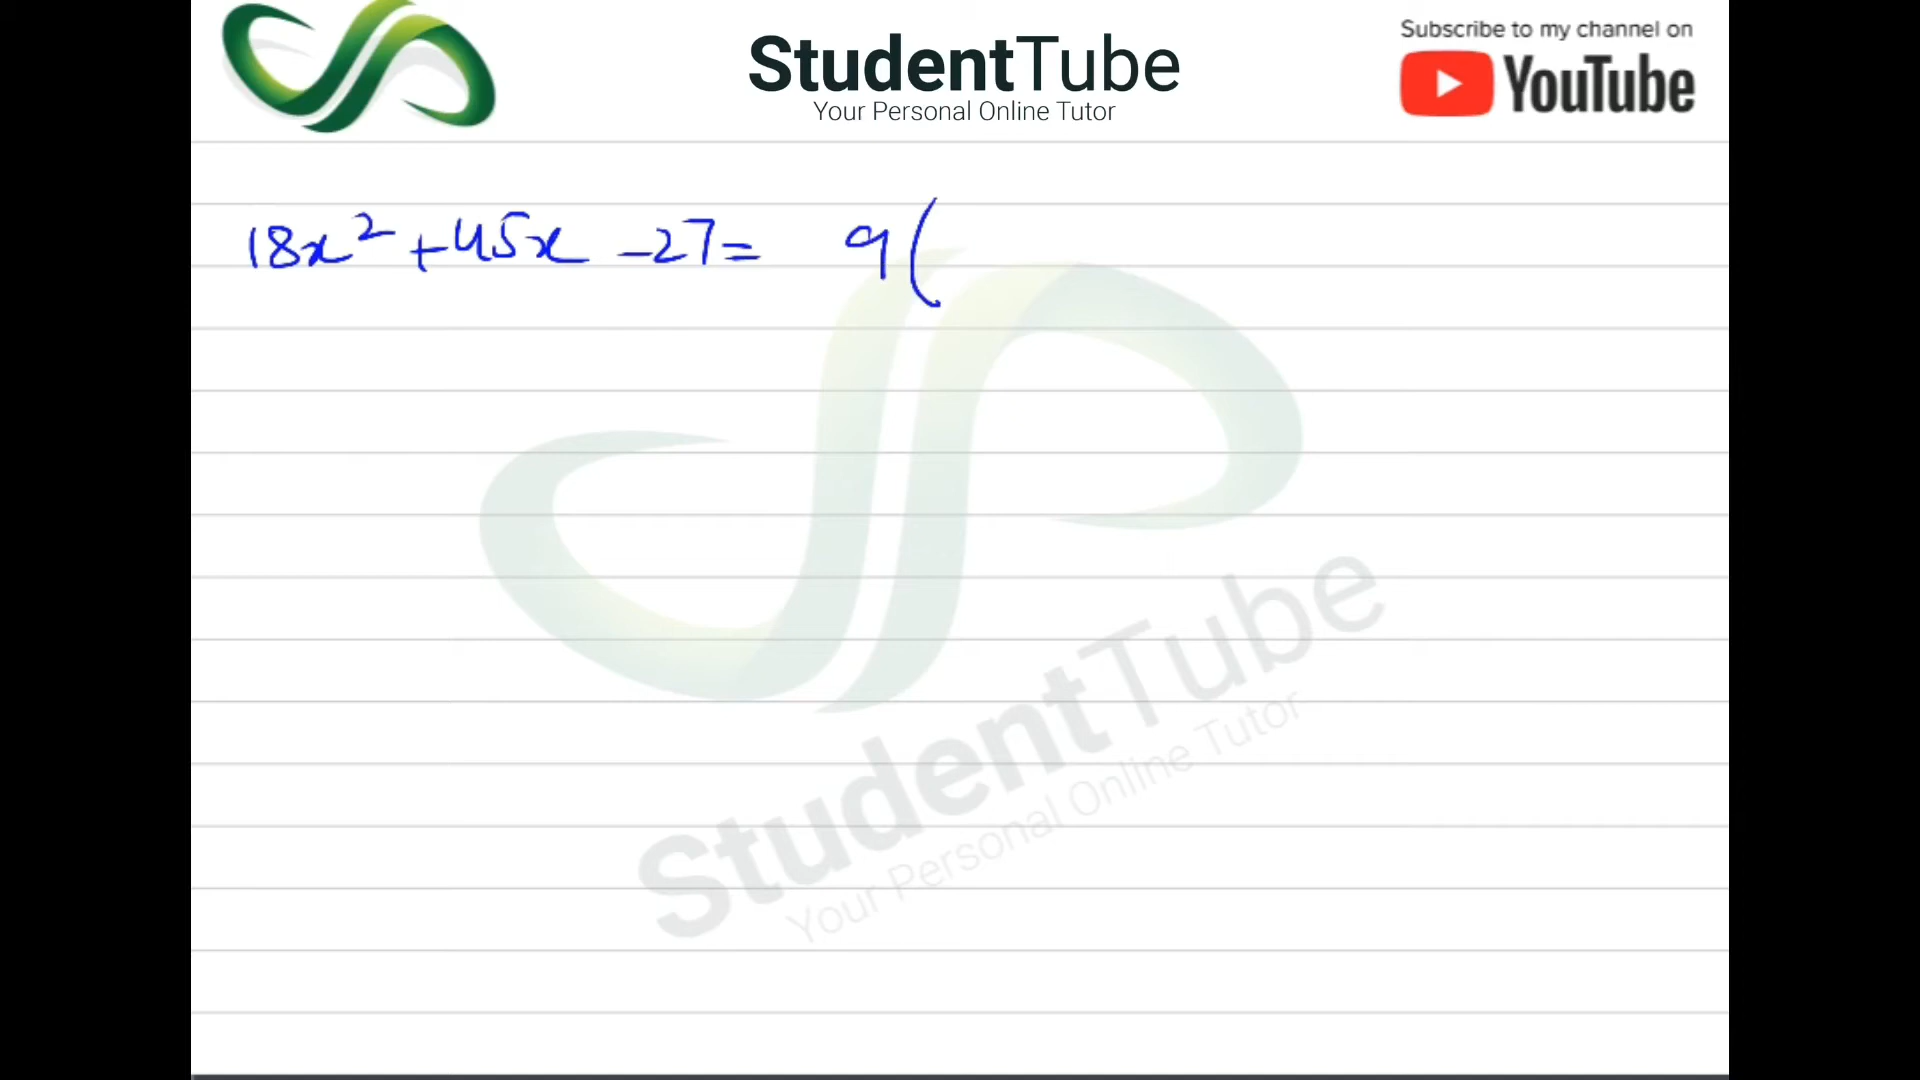 StudentTube
Your Personal Online Tutor
Subscribe to my channel on
YouTube
18x² +45x -27= 9(
StudentTube
Your Personal Online Tutor